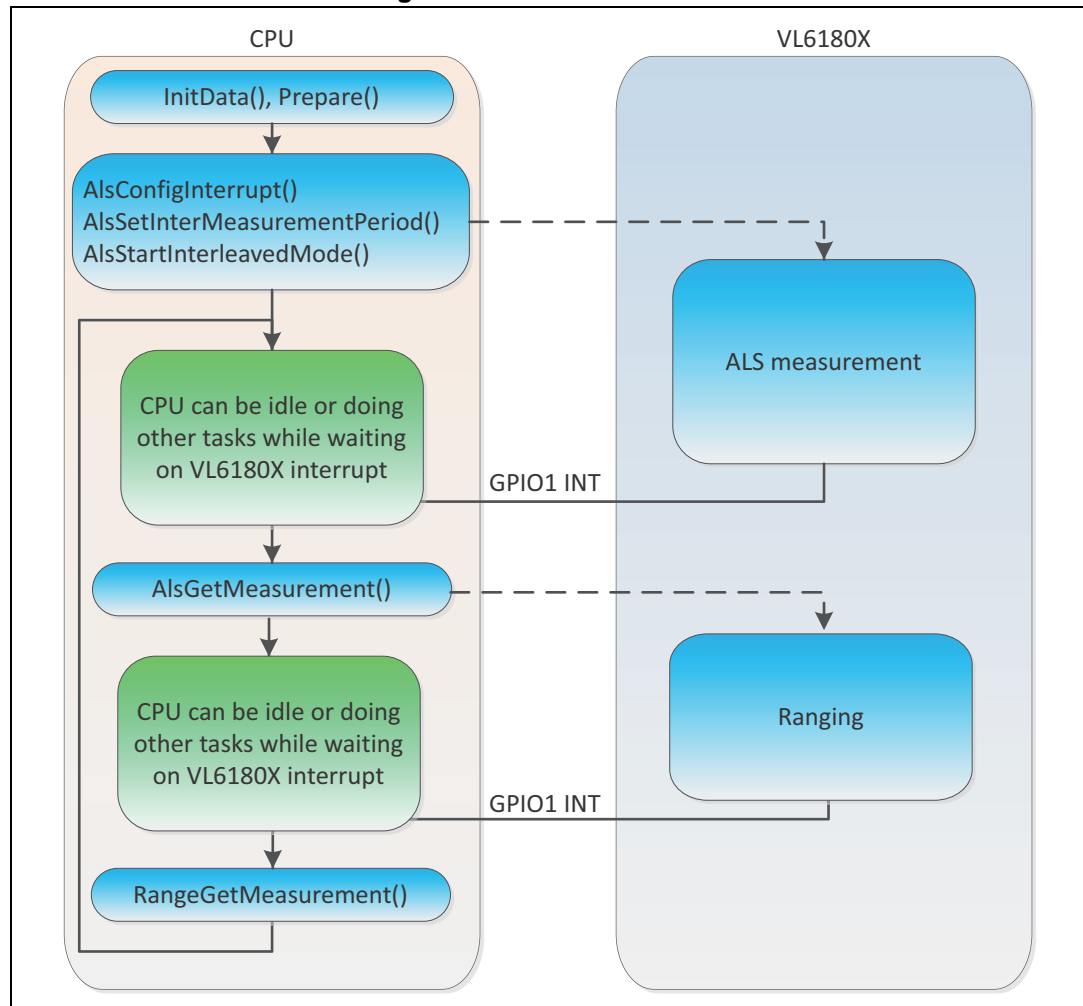 CPU
VL6180X
InitData(), Prepare()
AlsConfigInterrupt()
AlsSetInterMeasurementPeriod()
AlsStartInterleavedMode()
ALS measurement
CPU can be idle or doing
other tasks while waiting
on VL6180X interrupt
GPIO1 INT
AlsGetMeasurement()
CPU can be idle or doing
other tasks while waiting
on VL6180X interrupt
Ranging
GPIO1 INT
RangeGetMeasurement()